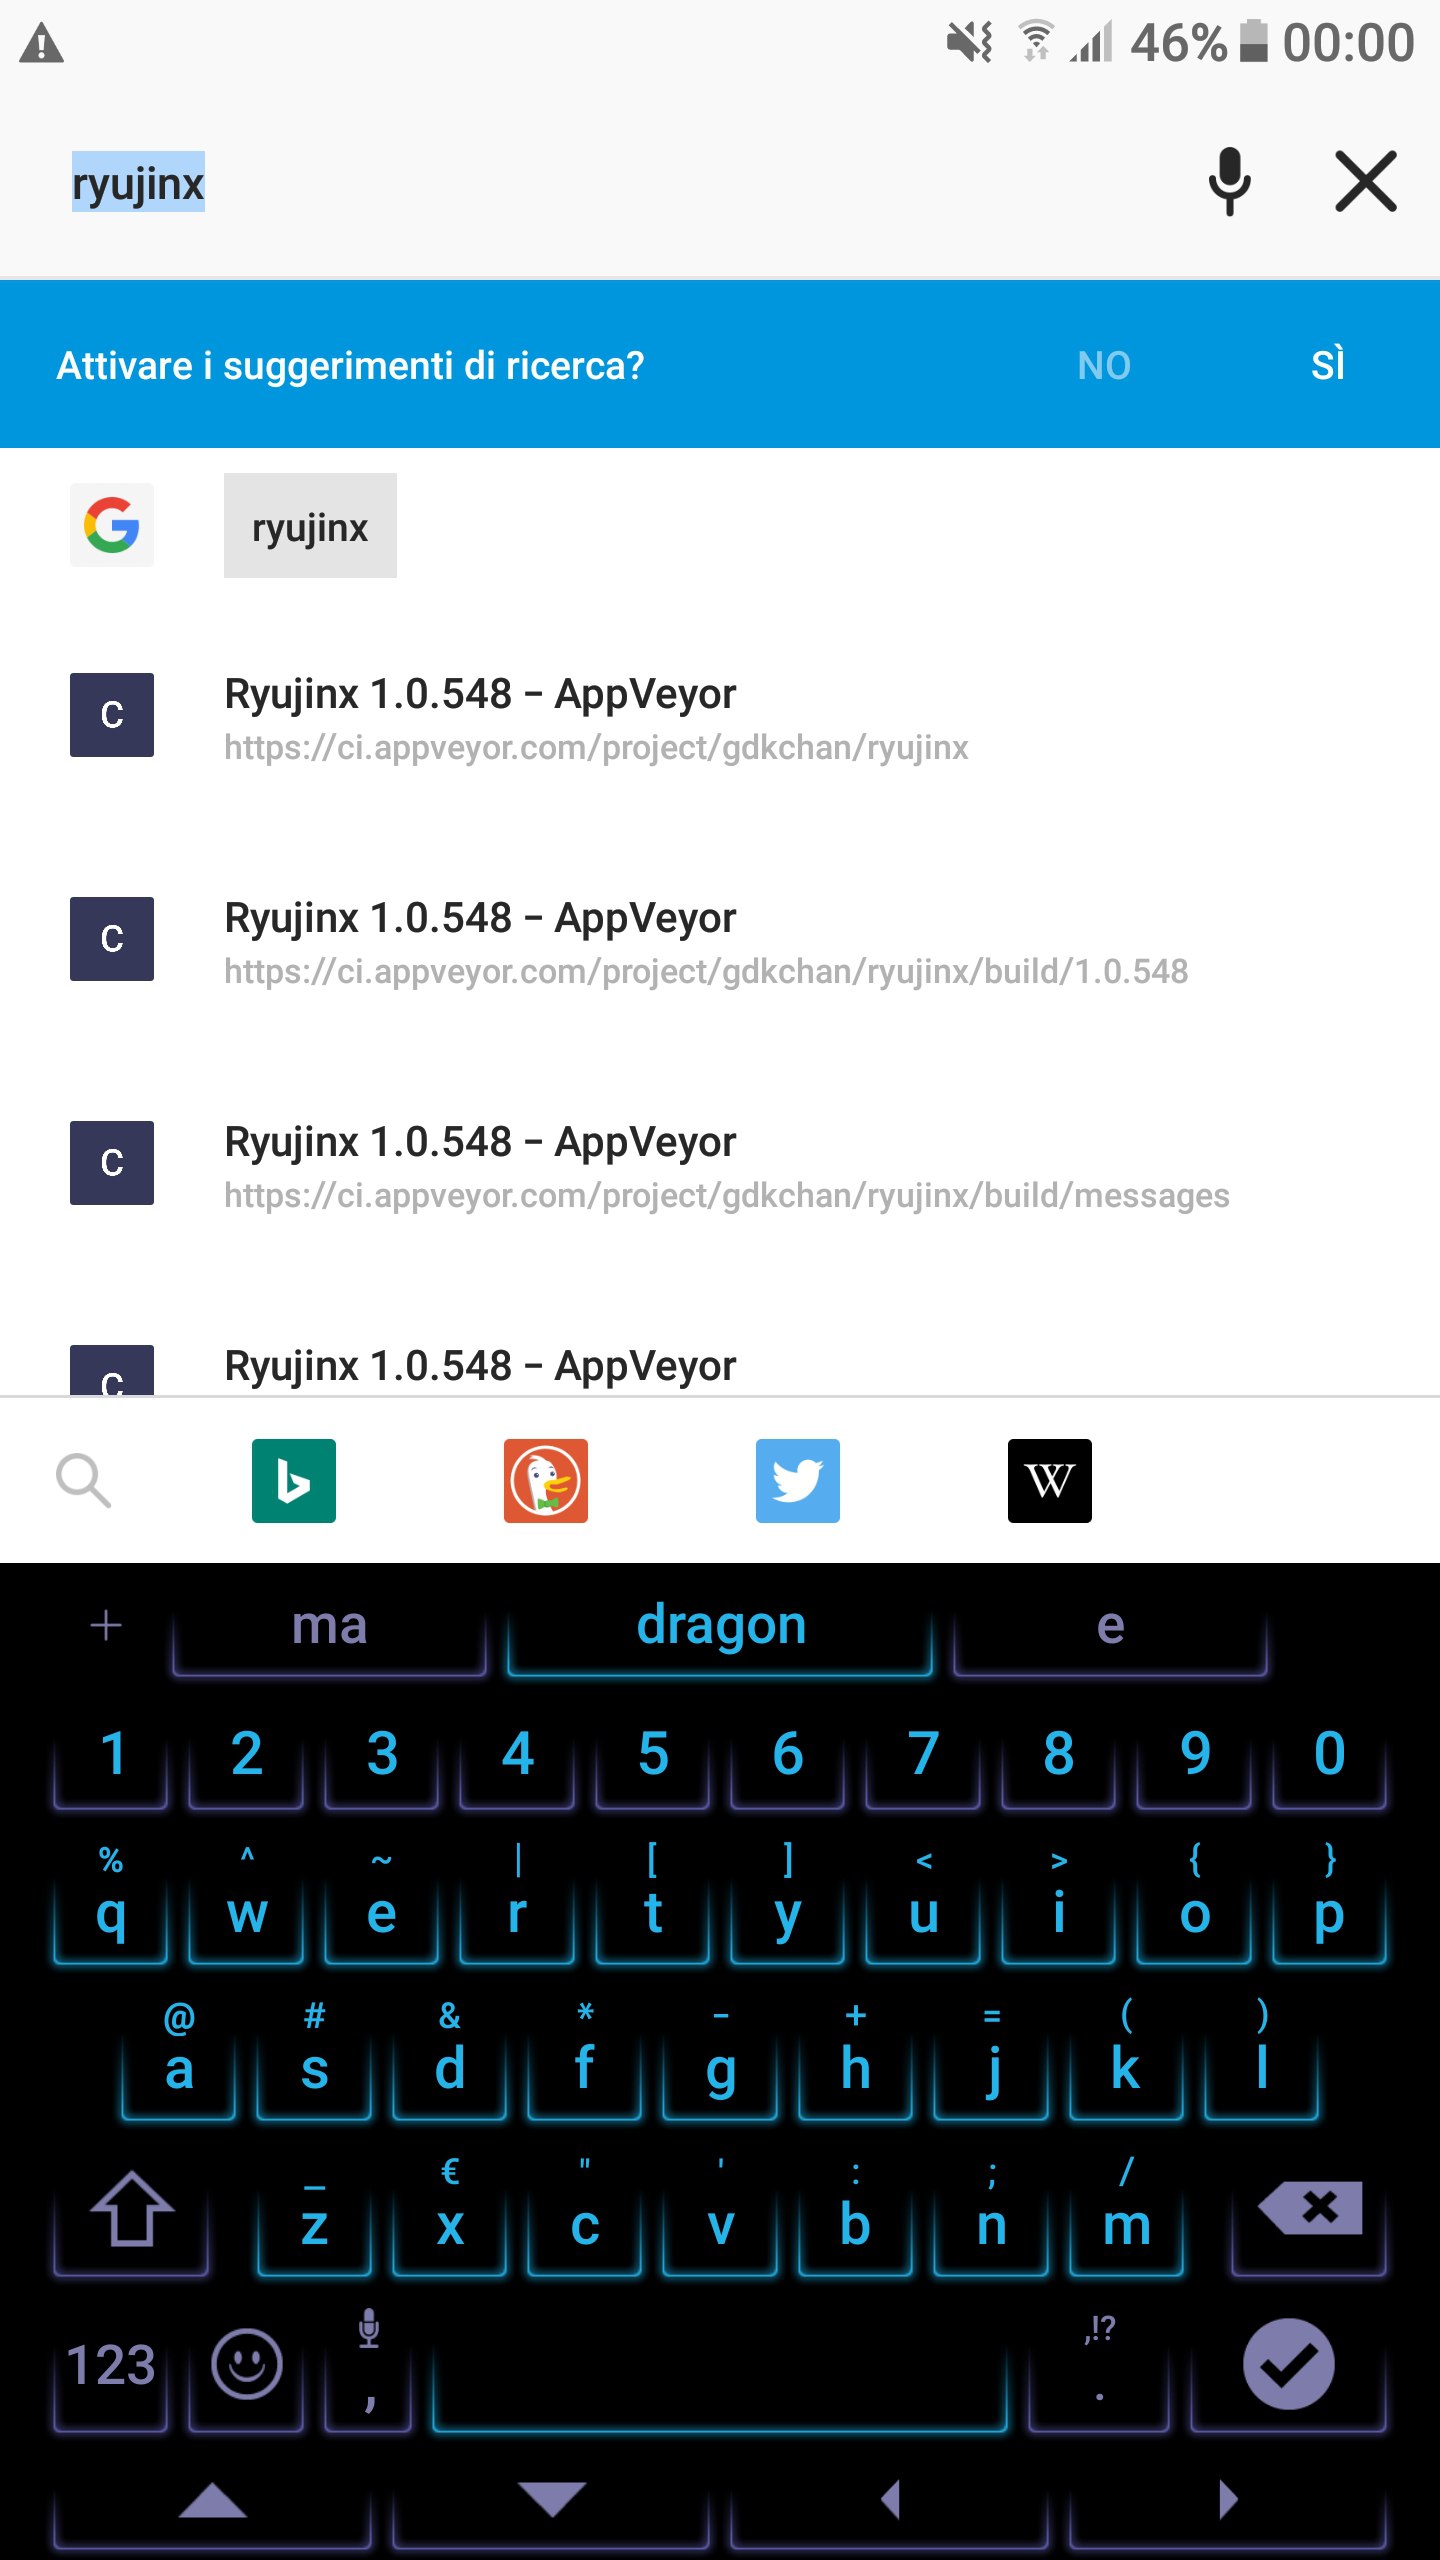 46% 00:00
ryujinx
Attivare i suggerimenti di ricerca? NO SÌ
ryujinx
C
Ryujinx 1.0.548 – AppVeyor
https://ci.appveyor.com/project/gdkchan/ryujinx
C
Ryujinx 1.0.548 – AppVeyor
https://ci.appveyor.com/project/gdkchan/ryujinx/build/1.0.548
C
Ryujinx 1.0.548 – AppVeyor
https://ci.appveyor.com/project/gdkchan/ryujinx/build/messages
C
Ryujinx 1.0.548 – AppVeyor
W
+ ma dragon e
1 2 3 4 5 6 7 8 9 0
% ^ ~ | [ ] < > { }
q w e r t y u i o p
@ # & * – + = ( )
a s d f g h j k l
_ € " ' : ; /
z x c v b n m
,!?
123 , .